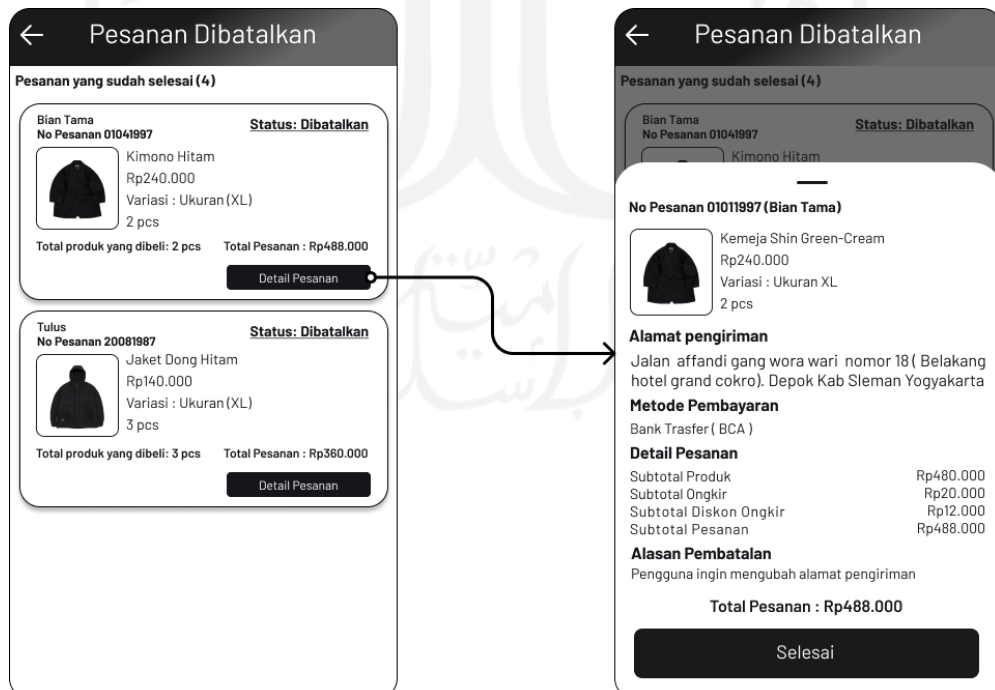 Pesanan Dibatalkan
Pesanan yang sudah selesai (4)
Bian Tama
No Pesanan 01041997
Status: Dibatalkan
Kimono Hitam
Rp240.000
Variasi : Ukuran (XL)
2 pcs
Total produk yang dibeli: 2 pcs
Total Pesanan : Rp488.000
Detail Pesanan
Tulus
No Pesanan 20081987
Status: Dibatalkan
Jaket Dong Hitam
Rp140.000
Variasi : Ukuran (XL)
3 pcs
Total produk yang dibeli: 3 pcs
Total Pesanan : Rp360.000
Detail Pesanan
Pesanan Dibatalkan
Pesanan yang sudah selesai (4)
Bian Tama
No Pesanan 01041997
Status: Dibatalkan
Kimono Hitam
No Pesanan 01011997 (Bian Tama)
Kemeja Shin Green-Cream
Rp240.000
Variasi : Ukuran XL
2 pcs
Alamat pengiriman
Jalan affandi gang wora wari nomor 18 ( Belakang
hotel grand cokro). Depok Kab Sleman Yogyakarta
Metode Pembayaran
Bank Trasfer ( BCA )
Detail Pesanan
Subtotal Produk Rp480.000
Subtotal Ongkir Rp20.000
Subtotal Diskon Ongkir Rp12.000
Subtotal Pesanan Rp488.000
Alasan Pembatalan
Pengguna ingin mengubah alamat pengiriman
Total Pesanan : Rp488.000
Selesai